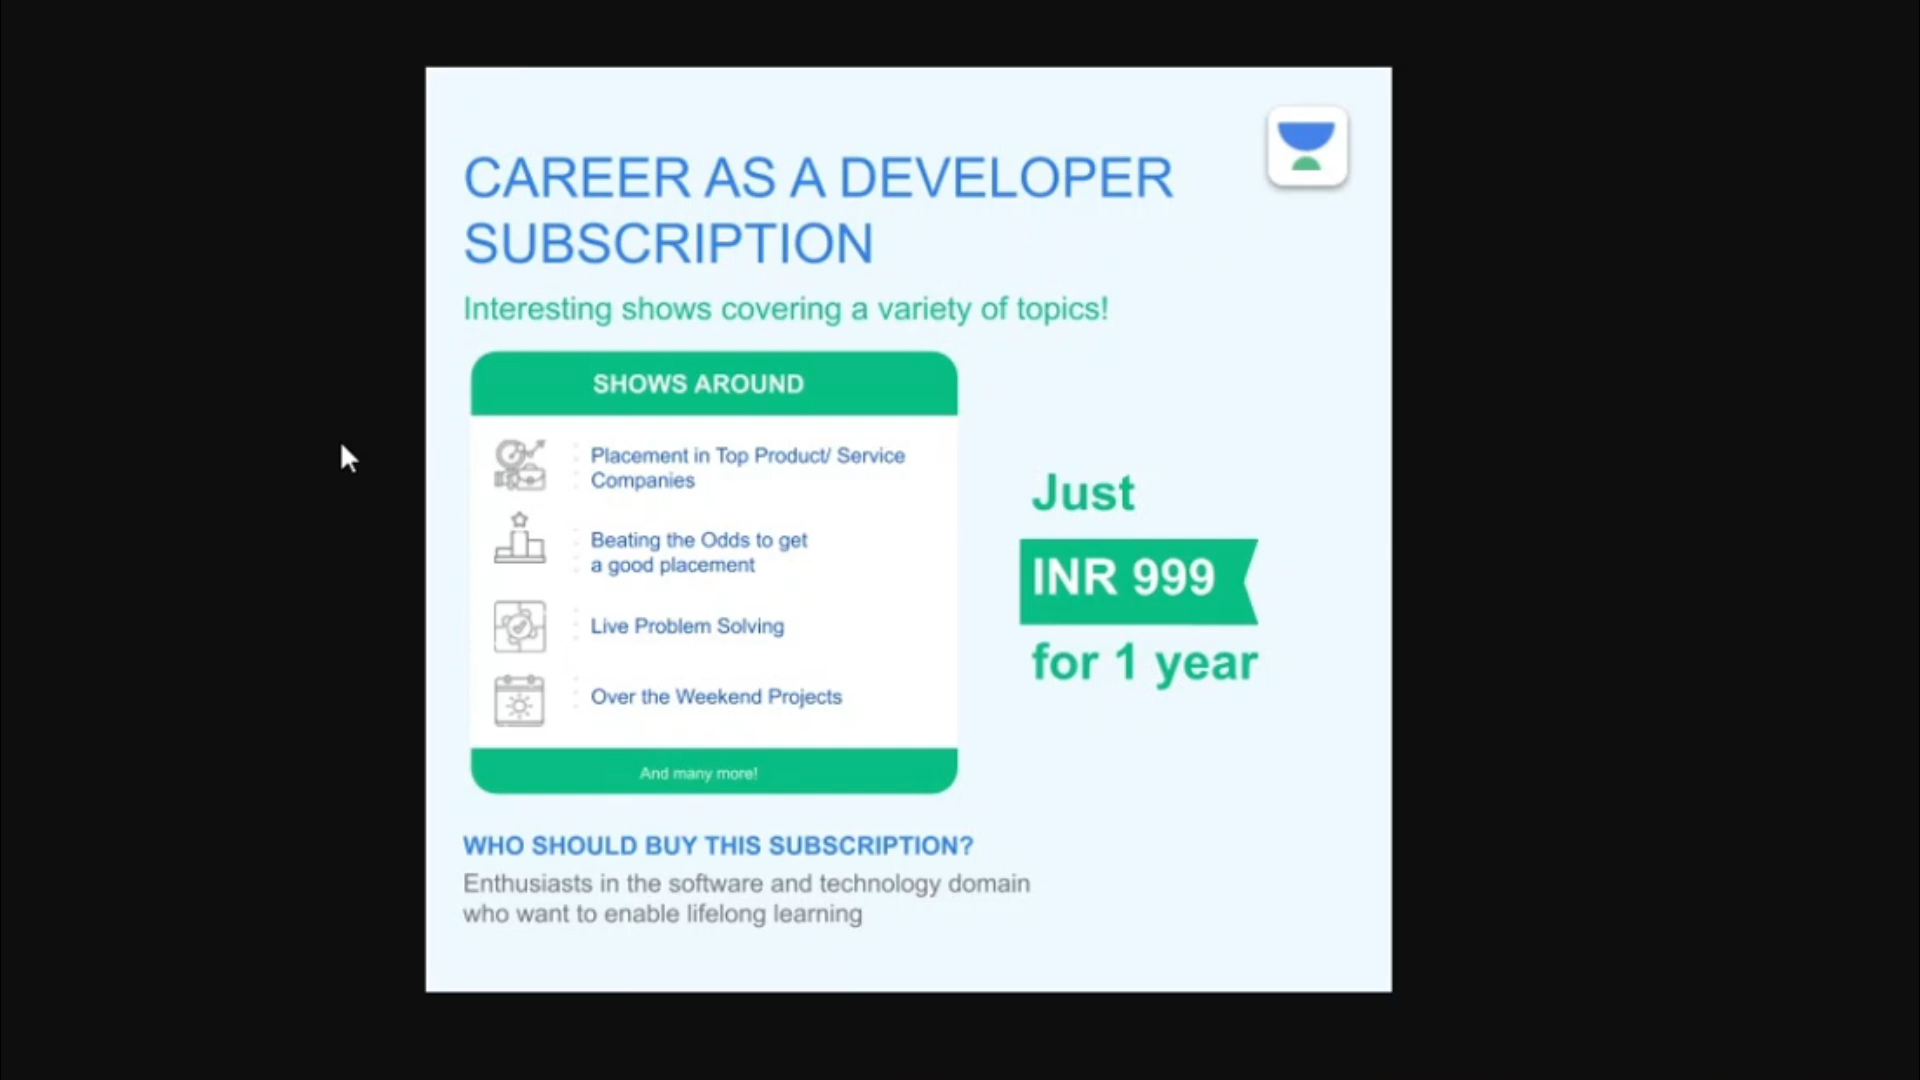 CAREER AS A DEVELOPER
SUBSCRIPTION
Interesting shows covering a variety of topics!
SHOWS AROUND
Placement in Top Product/ Service
Companies
Beating the Odds to get
a good placement
Live Problem Solving
Over the Weekend Projects
And many more!
Just
INR 999
for 1 year
WHO SHOULD BUY THIS SUBSCRIPTION?
Enthusiasts in the software and technology domain
who want to enable lifelong learning